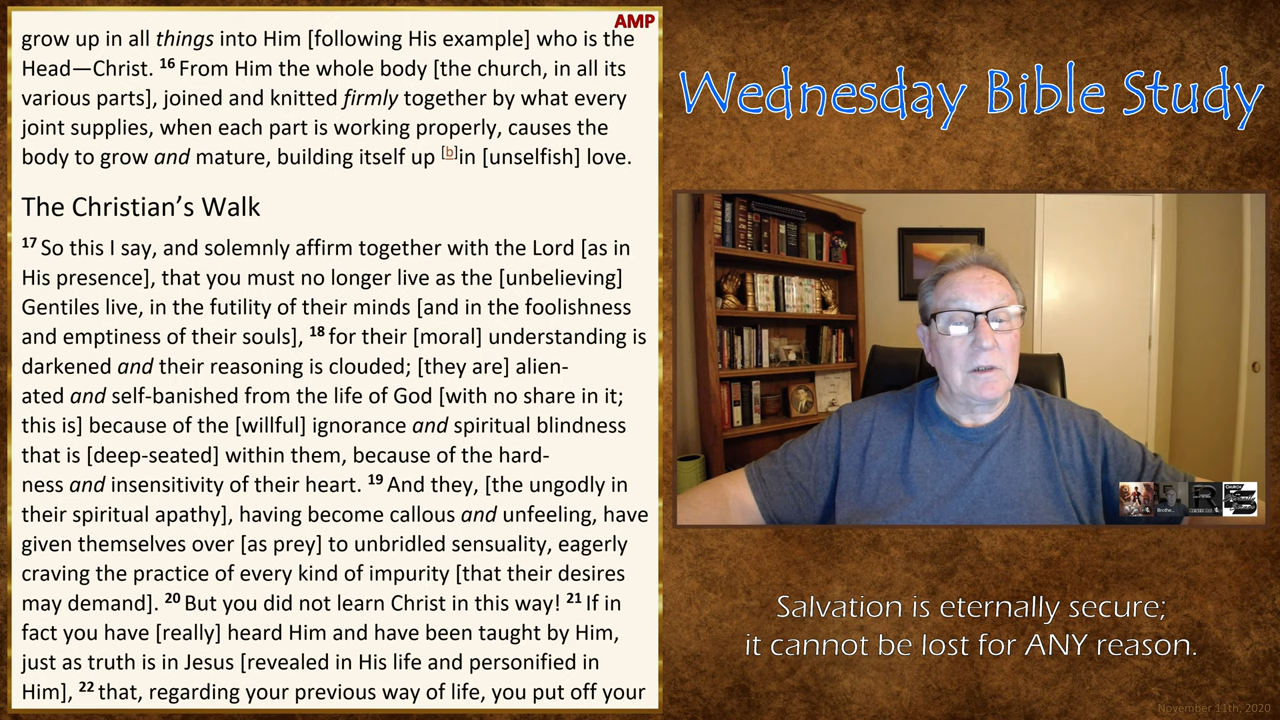 AMP
grow up in all things into Him [following His example] who is the
Head—Christ. 16 From Him the whole body [the church, in all its
various parts], joined and knitted firmly together by what every
joint supplies, when each part is working properly, causes the
body to grow and mature, building itself up [b]in [unselfish] love.
The Christian’s Walk
17 So this I say, and solemnly affirm together with the Lord [as in
His presence], that you must no longer live as the [unbelieving]
Gentiles live, in the futility of their minds [and in the foolishness
and emptiness of their souls], 18 for their [moral] understanding is
darkened and their reasoning is clouded; [they are] alien-
ated and self-banished from the life of God [with no share in it;
this is] because of the [willful] ignorance and spiritual blindness
that is [deep-seated] within them, because of the hard-
ness and insensitivity of their heart. 19 And they, [the ungodly in
their spiritual apathy], having become callous and unfeeling, have
given themselves over [as prey] to unbridled sensuality, eagerly
craving the practice of every kind of impurity [that their desires
may demand]. 20 But you did not learn Christ in this way! 21 If in
fact you have [really] heard Him and have been taught by Him,
just as truth is in Jesus [revealed in His life and personified in
Him], 22 that, regarding your previous way of life, you put off your
Wednesday Bible Study
Brothe...
Salvation is eternally secure;
it cannot be lost for ANY reason.
November 11th, 2020